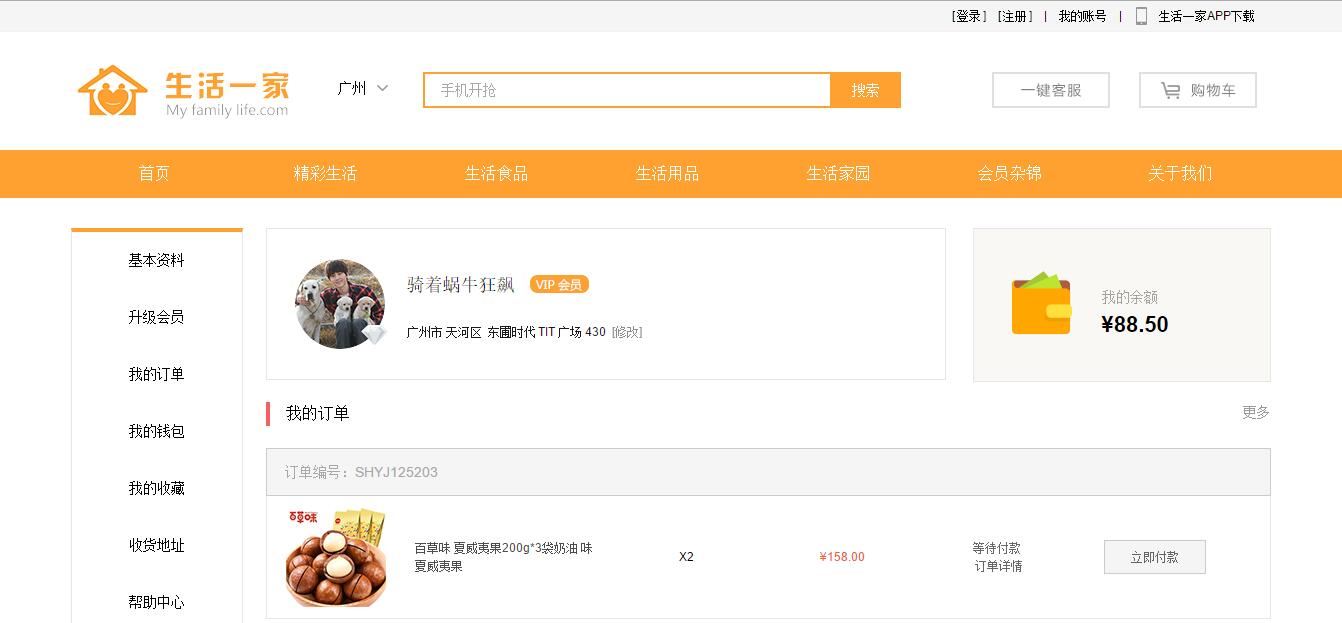 [登录] [注册] | 我的账号 | 生活一家APP下载
生活一家
My family life.com
广州
手机开抢
搜索
一键客服
购物车
首页 精彩生活 生活食品 生活用品 生活家园 会员杂锦 关于我们
基本资料
升级会员
我的订单
我的钱包
我的收藏
收货地址
帮助中心
骑着蜗牛狂飙 VIP 会员
广州市 天河区 东圃时代 TIT 广场 430 [修改]
我的余额
¥88.50
我的订单
更多
订单编号：SHYJ125203
百草味
百草味 夏威夷果200g*3袋奶油 味
夏威夷果
X2
¥158.00
等待付款
订单详情
立即付款